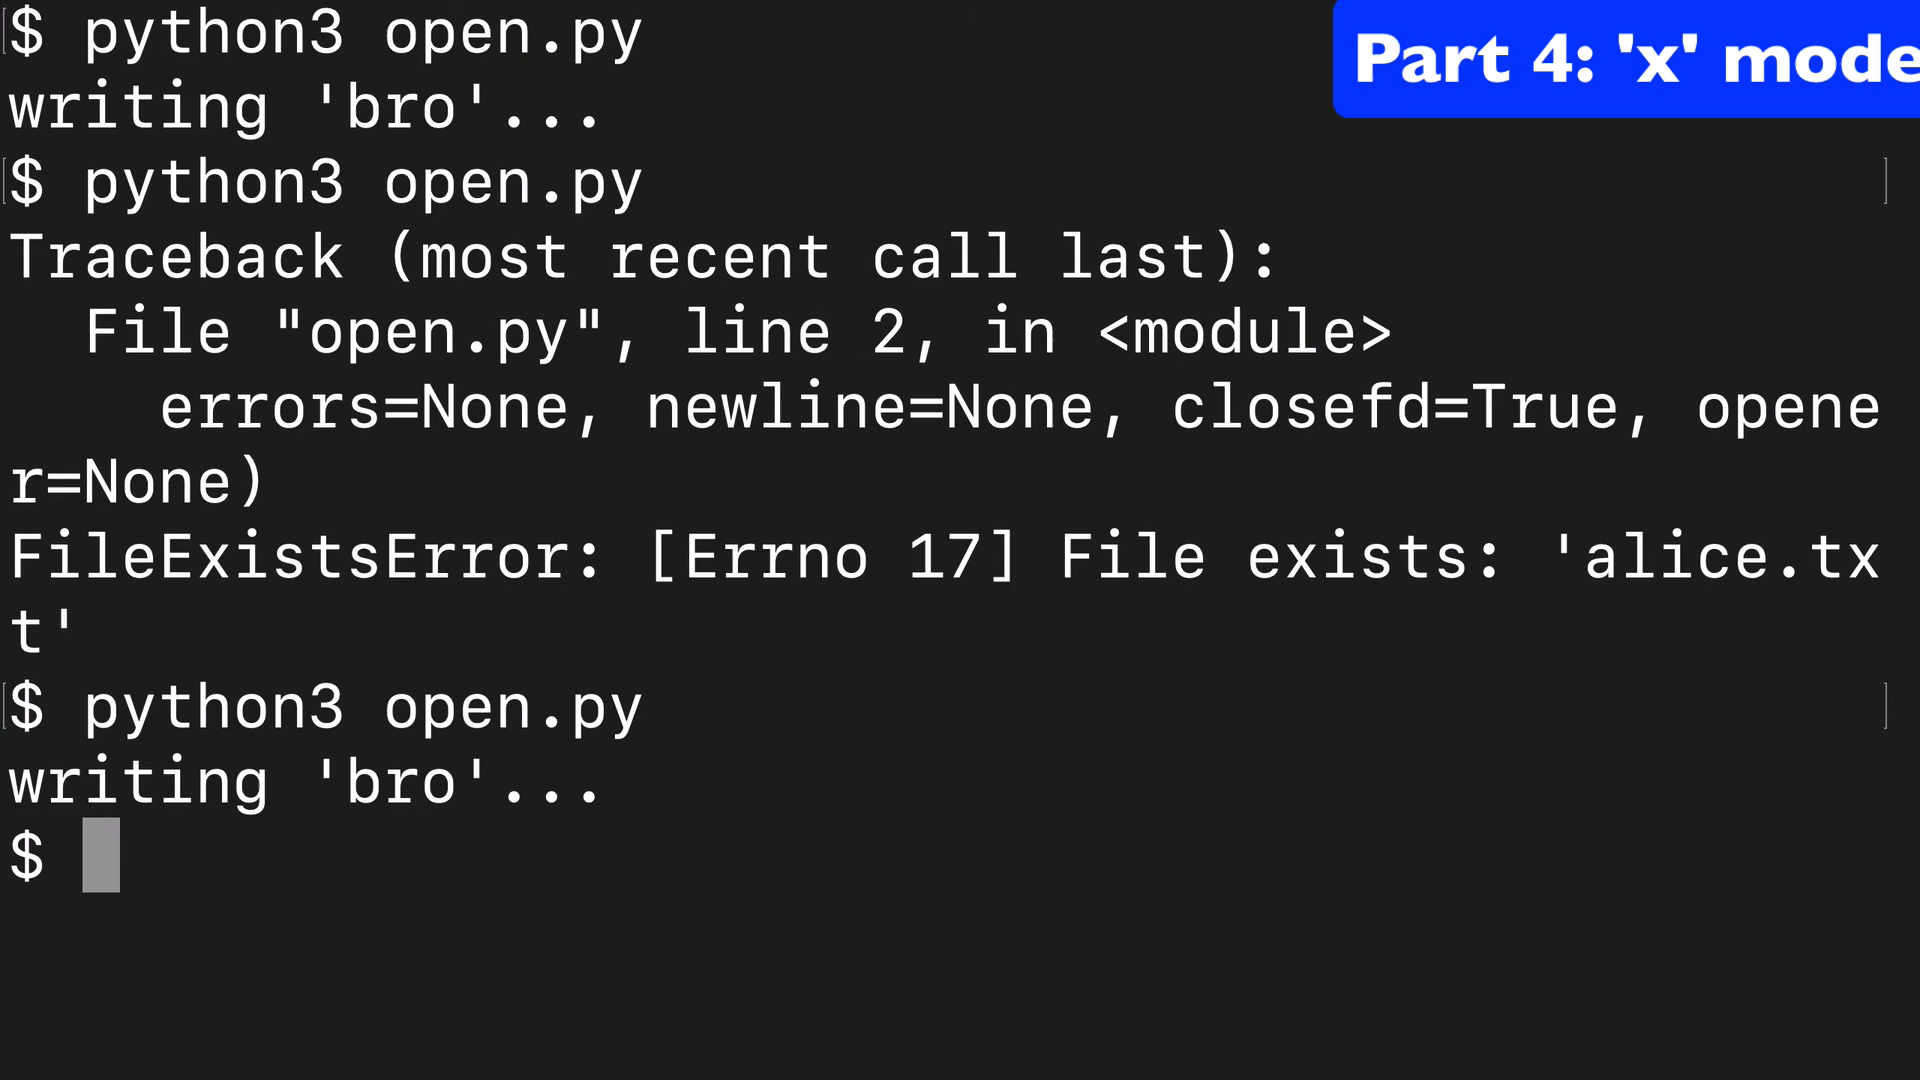 $ python3 open.py
Part 4: 'x' mode
writing 'bro'...
$ python3 open.py
Traceback (most recent call last):
  File "open.py", line 2, in <module>
    errors=None, newline=None, closefd=True, opene
r=None)
FileExistsError: [Errno 17] File exists: 'alice.tx
t'
$ python3 open.py
writing 'bro'...
$